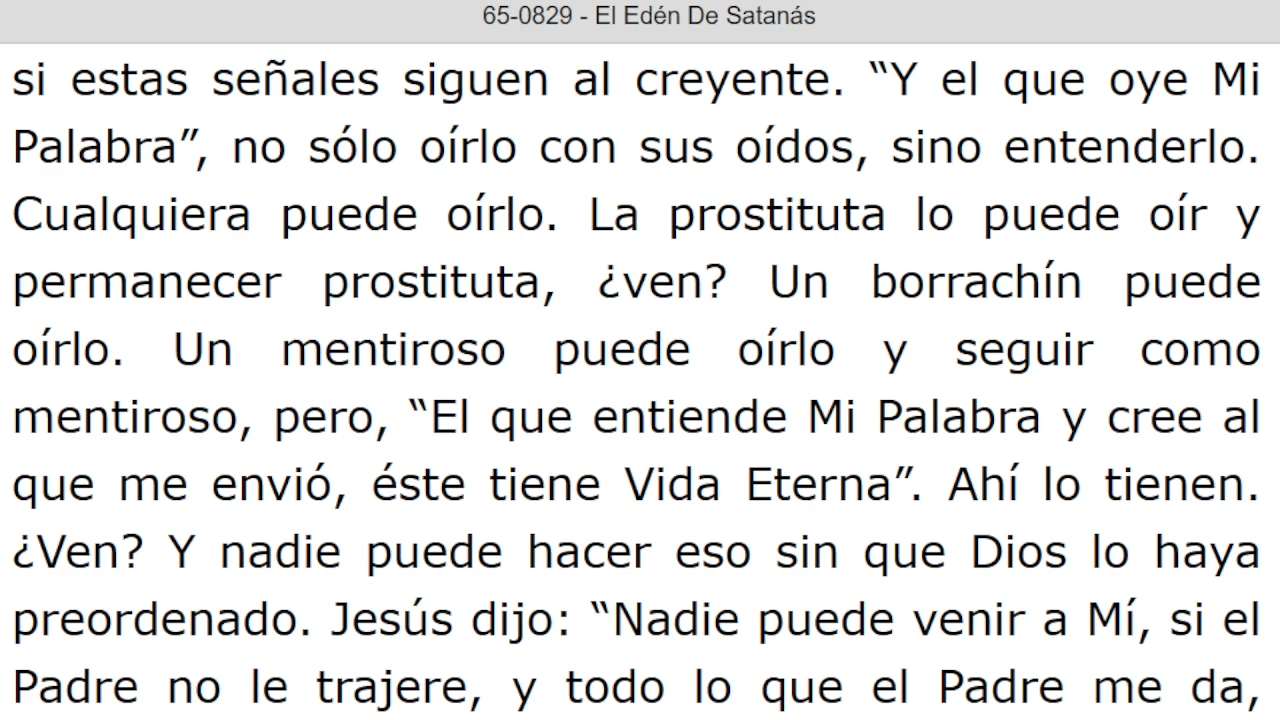 65-0829 - El Edén De Satanás
si estas señales siguen al creyente. “Y el que oye Mi
Palabra”, no sólo oírlo con sus oídos, sino entenderlo.
Cualquiera puede oírlo. La prostituta lo puede oír y
permanecer prostituta, ¿ven? Un borrachín puede
oírlo. Un mentiroso puede oírlo y seguir como
mentiroso, pero, “El que entiende Mi Palabra y cree al
que me envió, éste tiene Vida Eterna”. Ahí lo tienen.
¿Ven? Y nadie puede hacer eso sin que Dios lo haya
preordenado. Jesús dijo: “Nadie puede venir a Mí, si el
Padre no le trajere, y todo lo que el Padre me da,